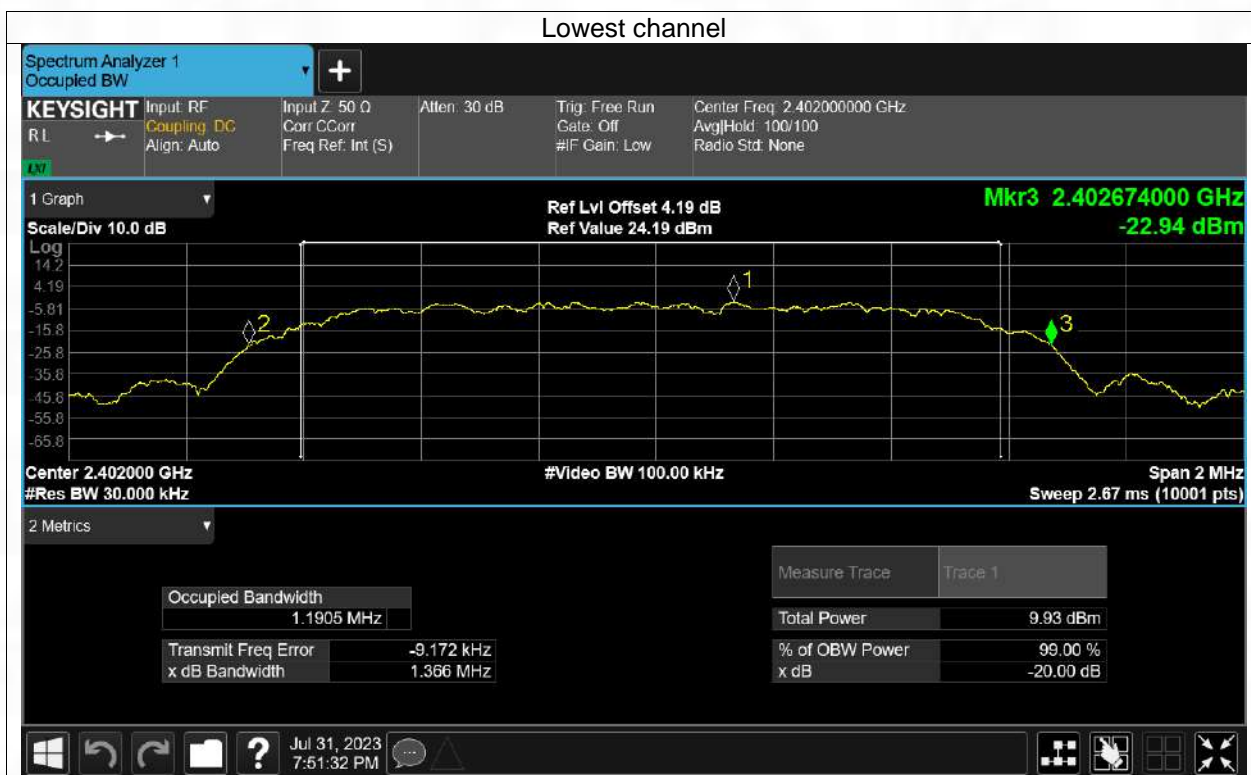 Lowest channel
Spectrum Analyzer 1
Occupied BW
KEYSIGHT
RL
LXI
Input: RF
Coupling: DC
Align: Auto
Input Z: 50 Ω
Corr CCorr
Freq Ref: Int (S)
Atten: 30 dB
Trig: Free Run
Gate: Off
#IF Gain: Low
Center Freq: 2.402000000 GHz
Avg|Hold: 100/100
Radio Std: None
1 Graph
Scale/Div 10.0 dB
Ref Lvl Offset 4.19 dB
Ref Value 24.19 dBm
Mkr3 2.402674000 GHz
-22.94 dBm
Log
14.2
4.19
-5.81
-15.8
-25.8
-35.8
-45.8
-55.8
-65.8
1
2
3
Center 2.402000 GHz
#Video BW 100.00 kHz
Span 2 MHz
#Res BW 30.000 kHz
Sweep 2.67 ms (10001 pts)
2 Metrics
Measure Trace Trace 1
Occupied Bandwidth
1.1905 MHz
Total Power 9.93 dBm
Transmit Freq Error -9.172 kHz
% of OBW Power 99.00 %
x dB Bandwidth 1.366 MHz
x dB -20.00 dB
?
Jul 31, 2023
7:51:32 PM